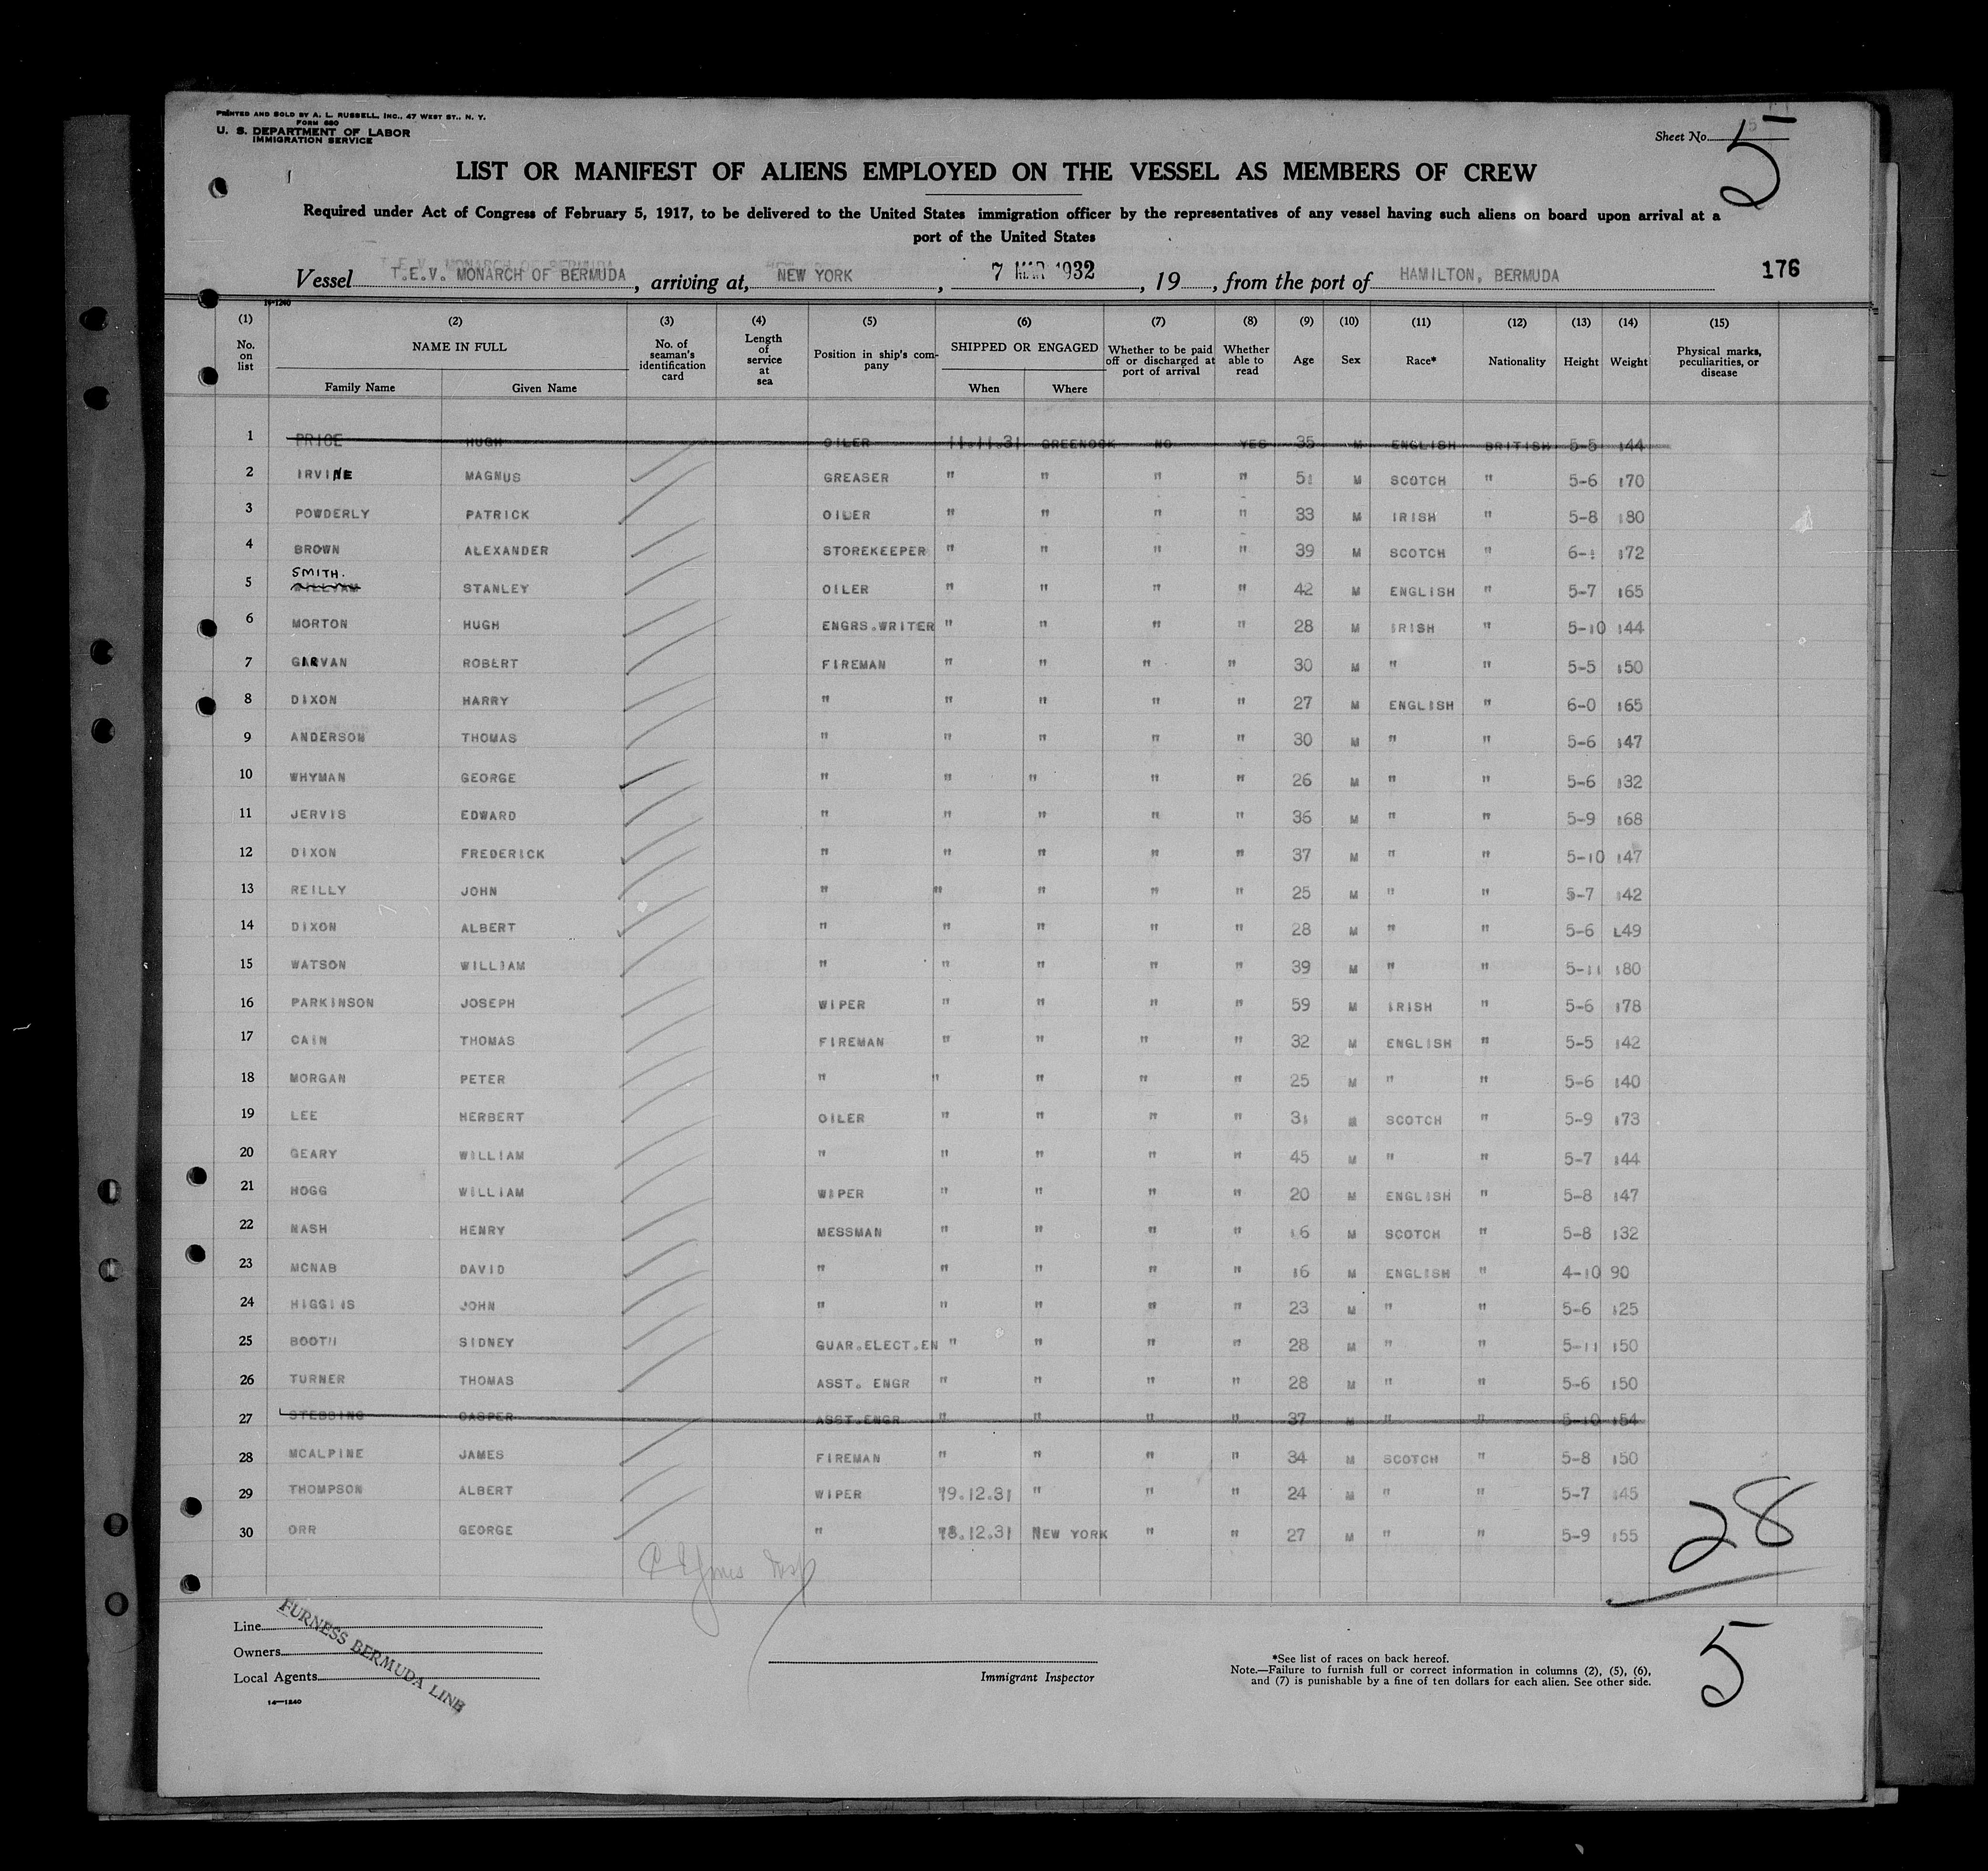 PRINTED AND SOLD BY A. L. RUSSELL, INC., 47 WEST ST., N. Y.
FORM 680
U. S. DEPARTMENT OF LABOR
IMMIGRATION SERVICE
Sheet No. 5
LIST OR MANIFEST OF ALIENS EMPLOYED ON THE VESSEL AS MEMBERS OF CREW
Required under Act of Congress of February 5, 1917, to be delivered to the United States immigration officer by the representatives of any vessel having such aliens on board upon arrival at a
port of the United States
Vessel T.E.V. MONARCH OF BERMUDA, arriving at, NEW YORK, 7 MAR 1932, 19, from the port of HAMILTON, BERMUDA 176
14-1240
(1) (2) (3) (4) (5) (6) (7) (8) (9) (10) (11) (12) (13) (14) (15)
No. on list NAME IN FULL Family Name Given Name No. of seaman's identification card Length of service at sea Position in ship's company SHIPPED OR ENGAGED When Where Whether to be paid off or discharged at port of arrival Whether able to read Age Sex Race* Nationality Height Weight Physical marks, peculiarities, or disease
1 PRICE HUGH OILER 11.11.31 GREENOCK NO YES 35 M ENGLISH BRITISH 5-5 144
2 IRVINE MAGNUS GREASER " " " " 51 M SCOTCH " 5-6 170
3 POWDERLY PATRICK OILER " " " " 33 M IRISH " 5-8 180
4 BROWN ALEXANDER STOREKEEPER " " " " 39 M SCOTCH " 6-1 172
SMITH.
5 WILLIAM STANLEY OILER " " " " 42 M ENGLISH " 5-7 165
6 MORTON HUGH ENGRS.WRITER " " " " 28 M IRISH " 5-10 144
7 GARVAN ROBERT FIREMAN " " " " 30 M " " 5-5 150
8 DIXON HARRY " " " " " 27 M ENGLISH " 6-0 165
9 ANDERSON THOMAS " " " " " 30 M " " 5-6 147
10 WHYMAN GEORGE " " " " " 26 M " " 5-6 132
11 JERVIS EDWARD " " " " " 36 M " " 5-9 168
12 DIXON FREDERICK " " " " " 37 M " " 5-10 147
13 REILLY JOHN " " " " " 25 M " " 5-7 142
14 DIXON ALBERT " " " " " 28 M " " 5-6 149
15 WATSON WILLIAM " " " " " 39 M " " 5-11 180
16 PARKINSON JOSEPH WIPER " " " " 59 M IRISH " 5-6 178
17 CAIN THOMAS FIREMAN " " " " 32 M ENGLISH " 5-5 142
18 MORGAN PETER " " " " " 25 M " " 5-6 140
19 LEE HERBERT OILER " " " " 31 M SCOTCH " 5-9 173
20 GEARY WILLIAM " " " " " 45 M " " 5-7 144
21 HOGG WILLIAM WIPER " " " " 20 M ENGLISH " 5-8 147
22 NASH HENRY MESSMAN " " " " 16 M SCOTCH " 5-8 132
23 MCNAB DAVID " " " " " 16 M ENGLISH " 4-10 90
24 HIGGINS JOHN " " " " " 23 M " " 5-6 125
25 BOOTH SIDNEY GUAR.ELECT.EN " " " " 28 M " " 5-11 150
26 TURNER THOMAS ASST. ENGR " " " " 28 M " " 5-6 150
27 STEBBING CASPER ASST.ENGR " " " " 37 M " " 5-10 154
28 MCALPINE JAMES FIREMAN " " " " 34 M SCOTCH " 5-8 150
29 THOMPSON ALBERT WIPER 19.12.31 " " " 24 M " " 5-7 145
30 ORR GEORGE " 18.12.31 NEW YORK " " 27 M " " 5-9 155
28
5
Line
Owners
Local Agents
FURNESS BERMUDA LINE
14—1240
Immigrant Inspector
*See list of races on back hereof.
Note.—Failure to furnish full or correct information in columns (2), (5), (6),
and (7) is punishable by a fine of ten dollars for each alien. See other side.